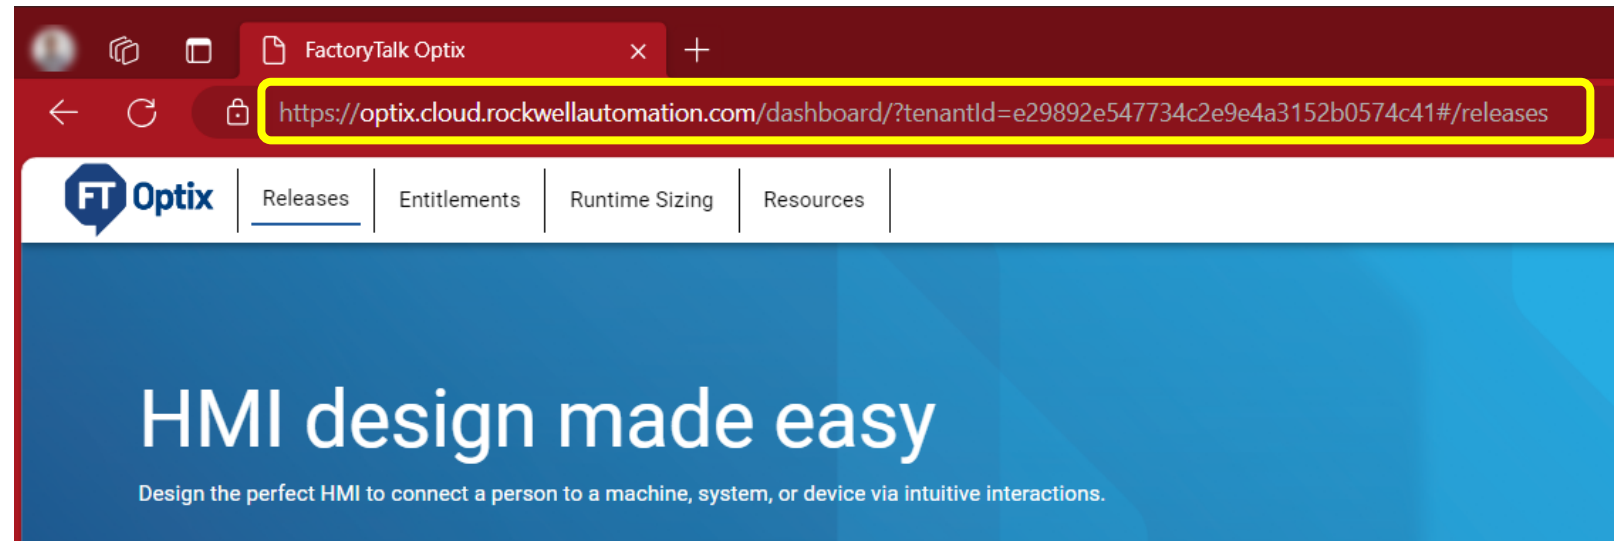 FactoryTalk Optix
https://optix.cloud.rockwellautomation.com/dashboard/?tenantId=e29892e547734c2e9e4a3152b0574c41#/releases
FT Optix Releases Entitlements Runtime Sizing Resources
HMI design made easy
Design the perfect HMI to connect a person to a machine, system, or device via intuitive interactions.